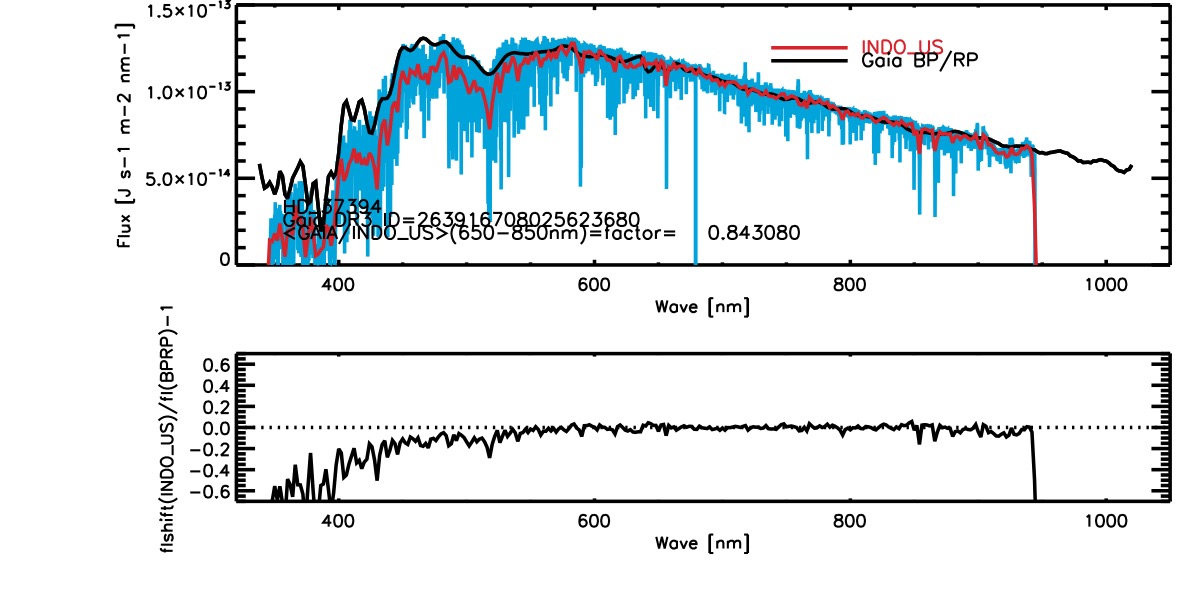 1.5×10⁻¹³
1.0×10⁻¹³
5.0×10⁻¹⁴
0
Flux [J s−1 m−2 nm−1]
INDO_US
Gaia BP/RP
HD_37394
Gaia DR3 ID=2639167080256236​80
<GAIA/INDO_US>(650−850nm)=factor= 0.843080
400 600 800 1000
Wave [nm]
flshift(INDO_US)/fl(BPRP)−1
0.6
0.4
0.2
0.0
−0.2
−0.4
−0.6
400 600 800 1000
Wave [nm]